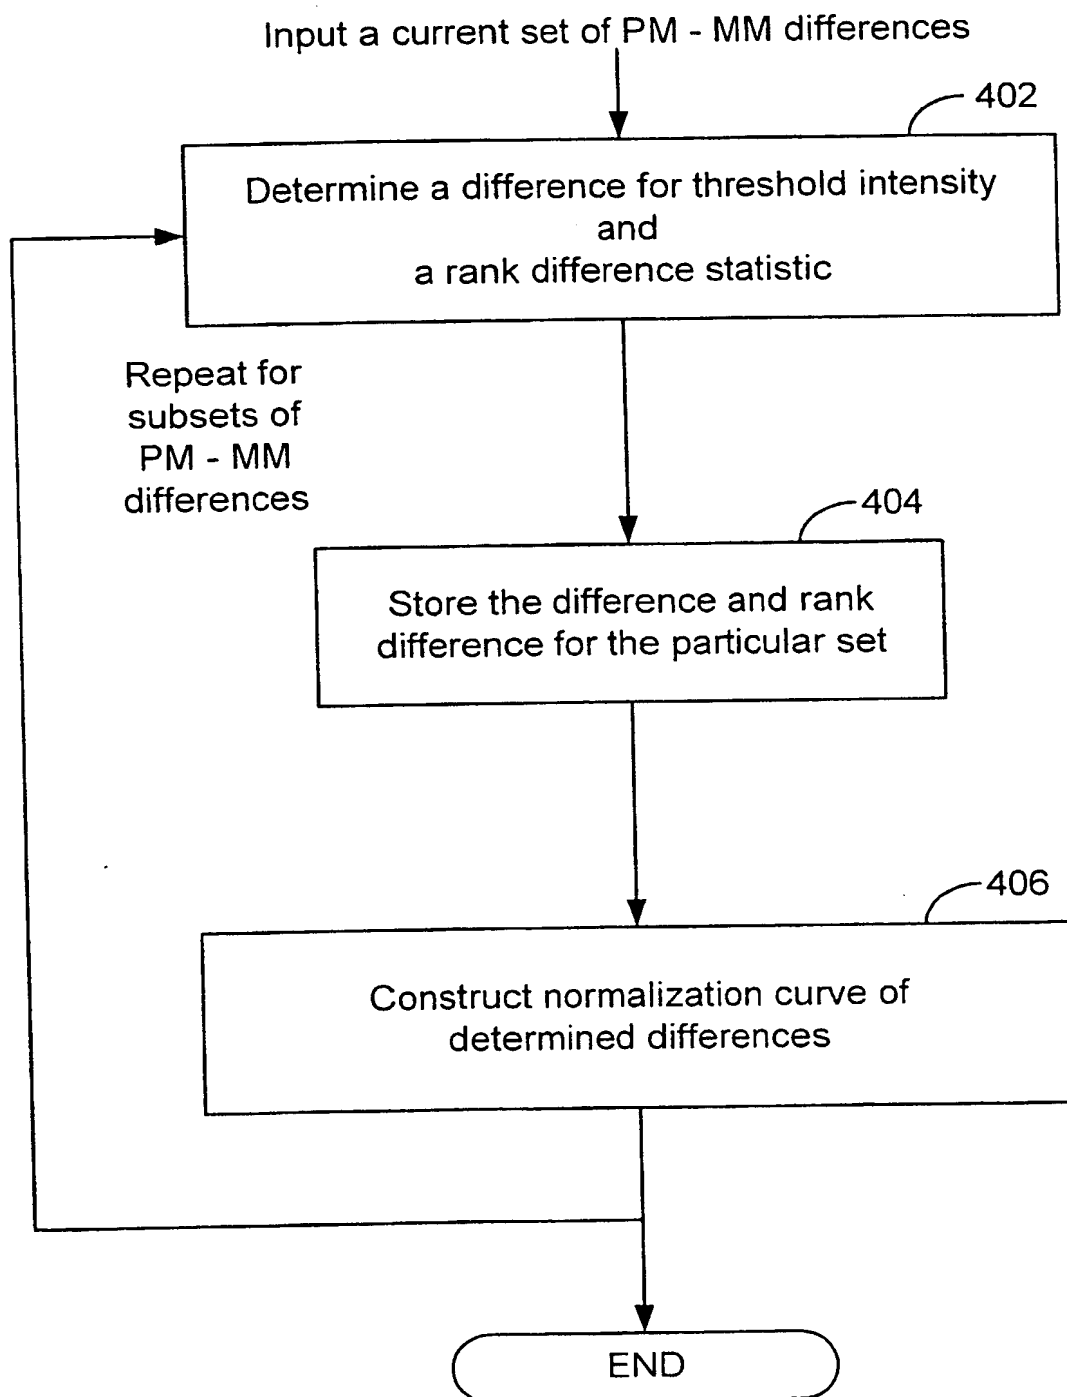 Input a current set of PM - MM differences
402
Determine a difference for threshold intensity
and
a rank difference statistic
Repeat for
subsets of
PM - MM
differences
404
Store the difference and rank
difference for the particular set
406
Construct normalization curve of
determined differences
END